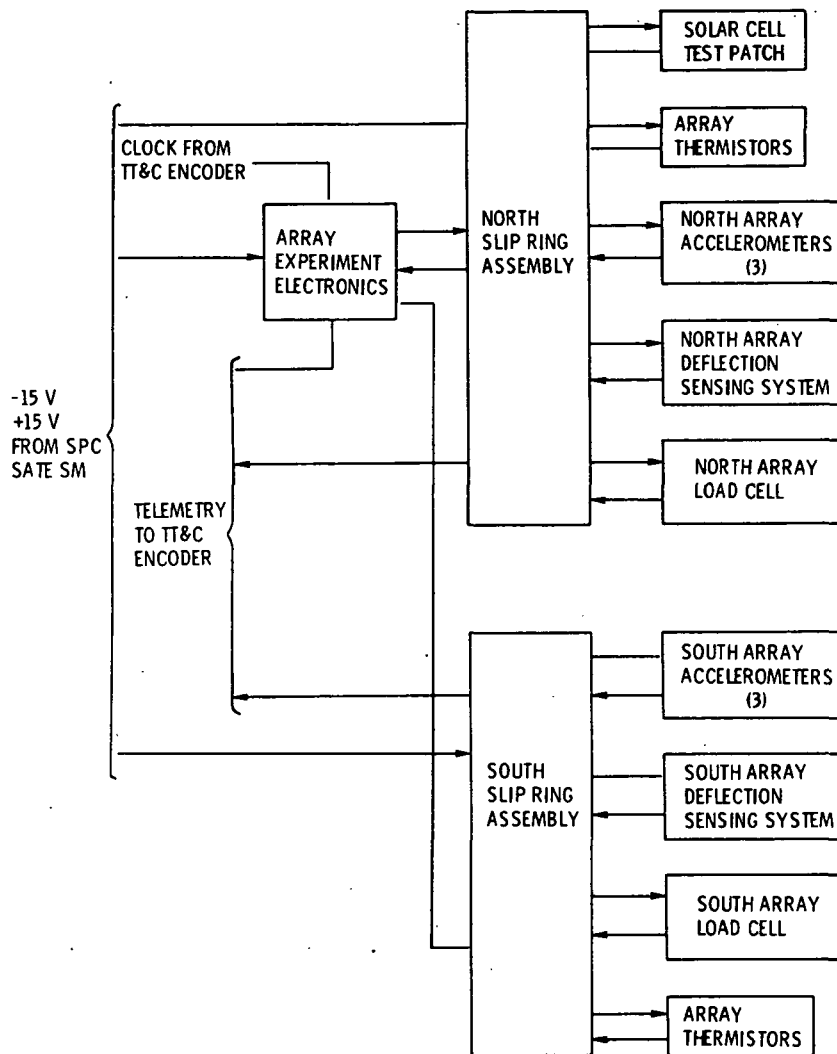 SOLAR CELL
TEST PATCH
CLOCK FROM
TT&C ENCODER
ARRAY
THERMISTORS
ARRAY
EXPERIMENT
ELECTRONICS
NORTH
SLIP RING
ASSEMBLY
NORTH ARRAY
ACCELEROMETERS
(3)
NORTH ARRAY
DEFLECTION
SENSING SYSTEM
-15 V
+15 V
FROM SPC
SATE SM
NORTH ARRAY
LOAD CELL
TELEMETRY
TO TT&C
ENCODER
SOUTH ARRAY
ACCELEROMETERS
(3)
SOUTH
SLIP RING
ASSEMBLY
SOUTH ARRAY
DEFLECTION
SENSING SYSTEM
SOUTH ARRAY
LOAD CELL
ARRAY
THERMISTORS